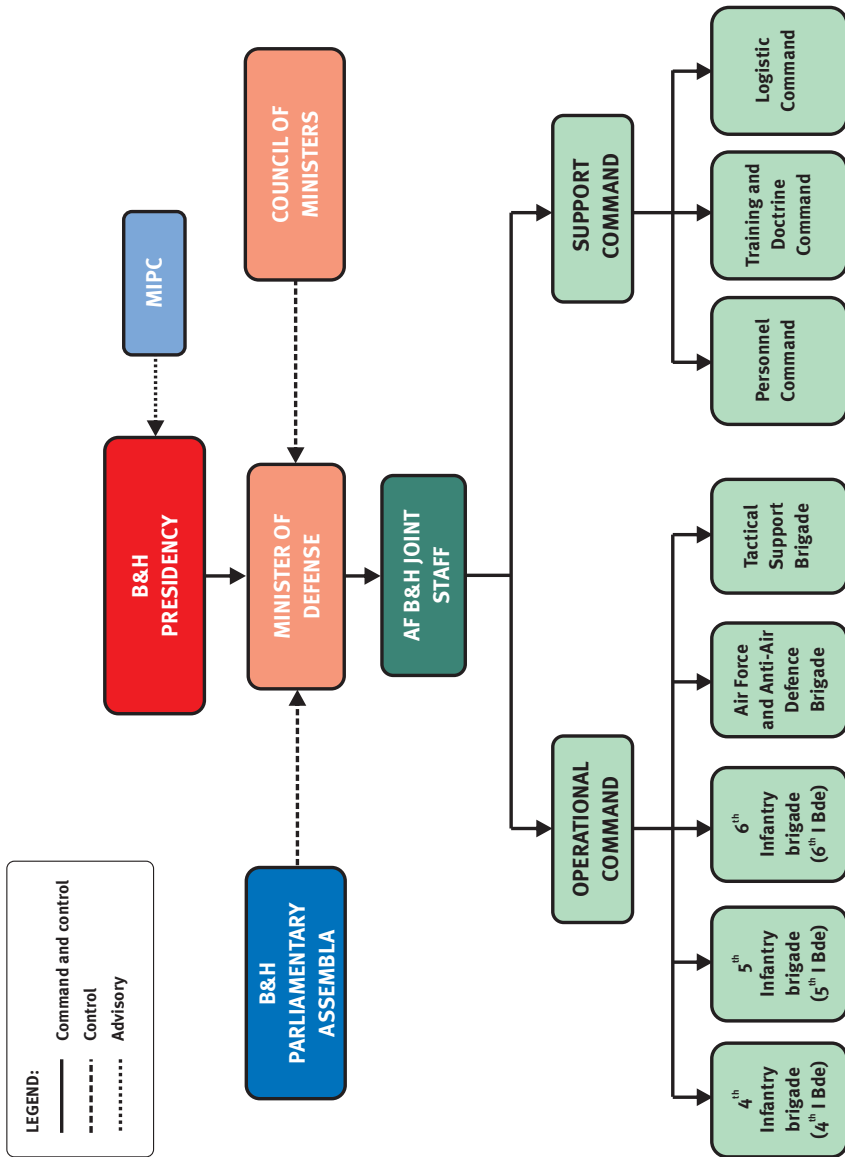 LEGEND:
Command and control
Control
Advisory
MIPC
B&H
PRESIDENCY
B&H
PARLIAMENTARY
ASSEMBLA
MINISTER OF
DEFENSE
COUNCIL OF
MINISTERS
AF B&H JOINT
STAFF
OPERATIONAL
COMMAND
SUPPORT
COMMAND
4th
Infantry
brigade
(4th I Bde)
5th
Infantry
brigade
(5th I Bde)
6th
Infantry
brigade
(6th I Bde)
Air Force
and Anti-Air
Defence
Brigade
Tactical
Support
Brigade
Personnel
Command
Training and
Doctrine
Command
Logistic
Command